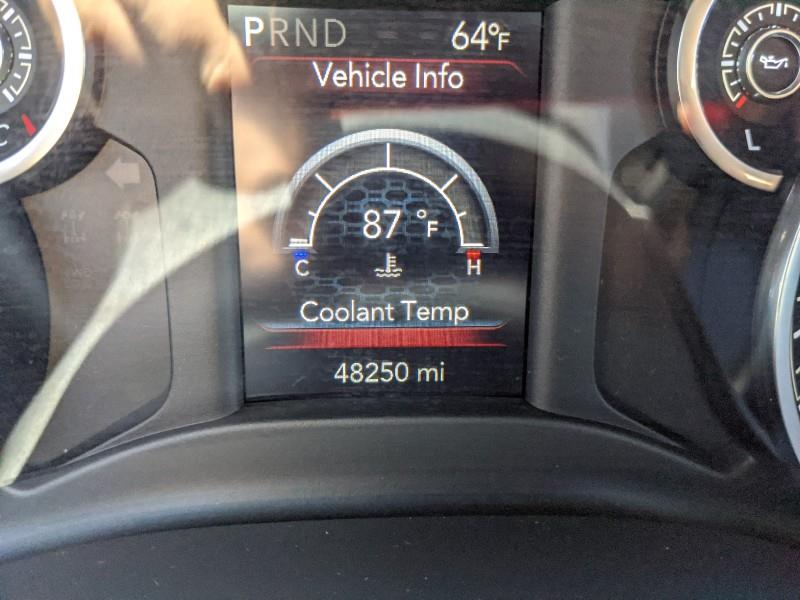 PRND 64°F
Vehicle Info
87 °F
C H
Coolant Temp
48250 mi
C
L